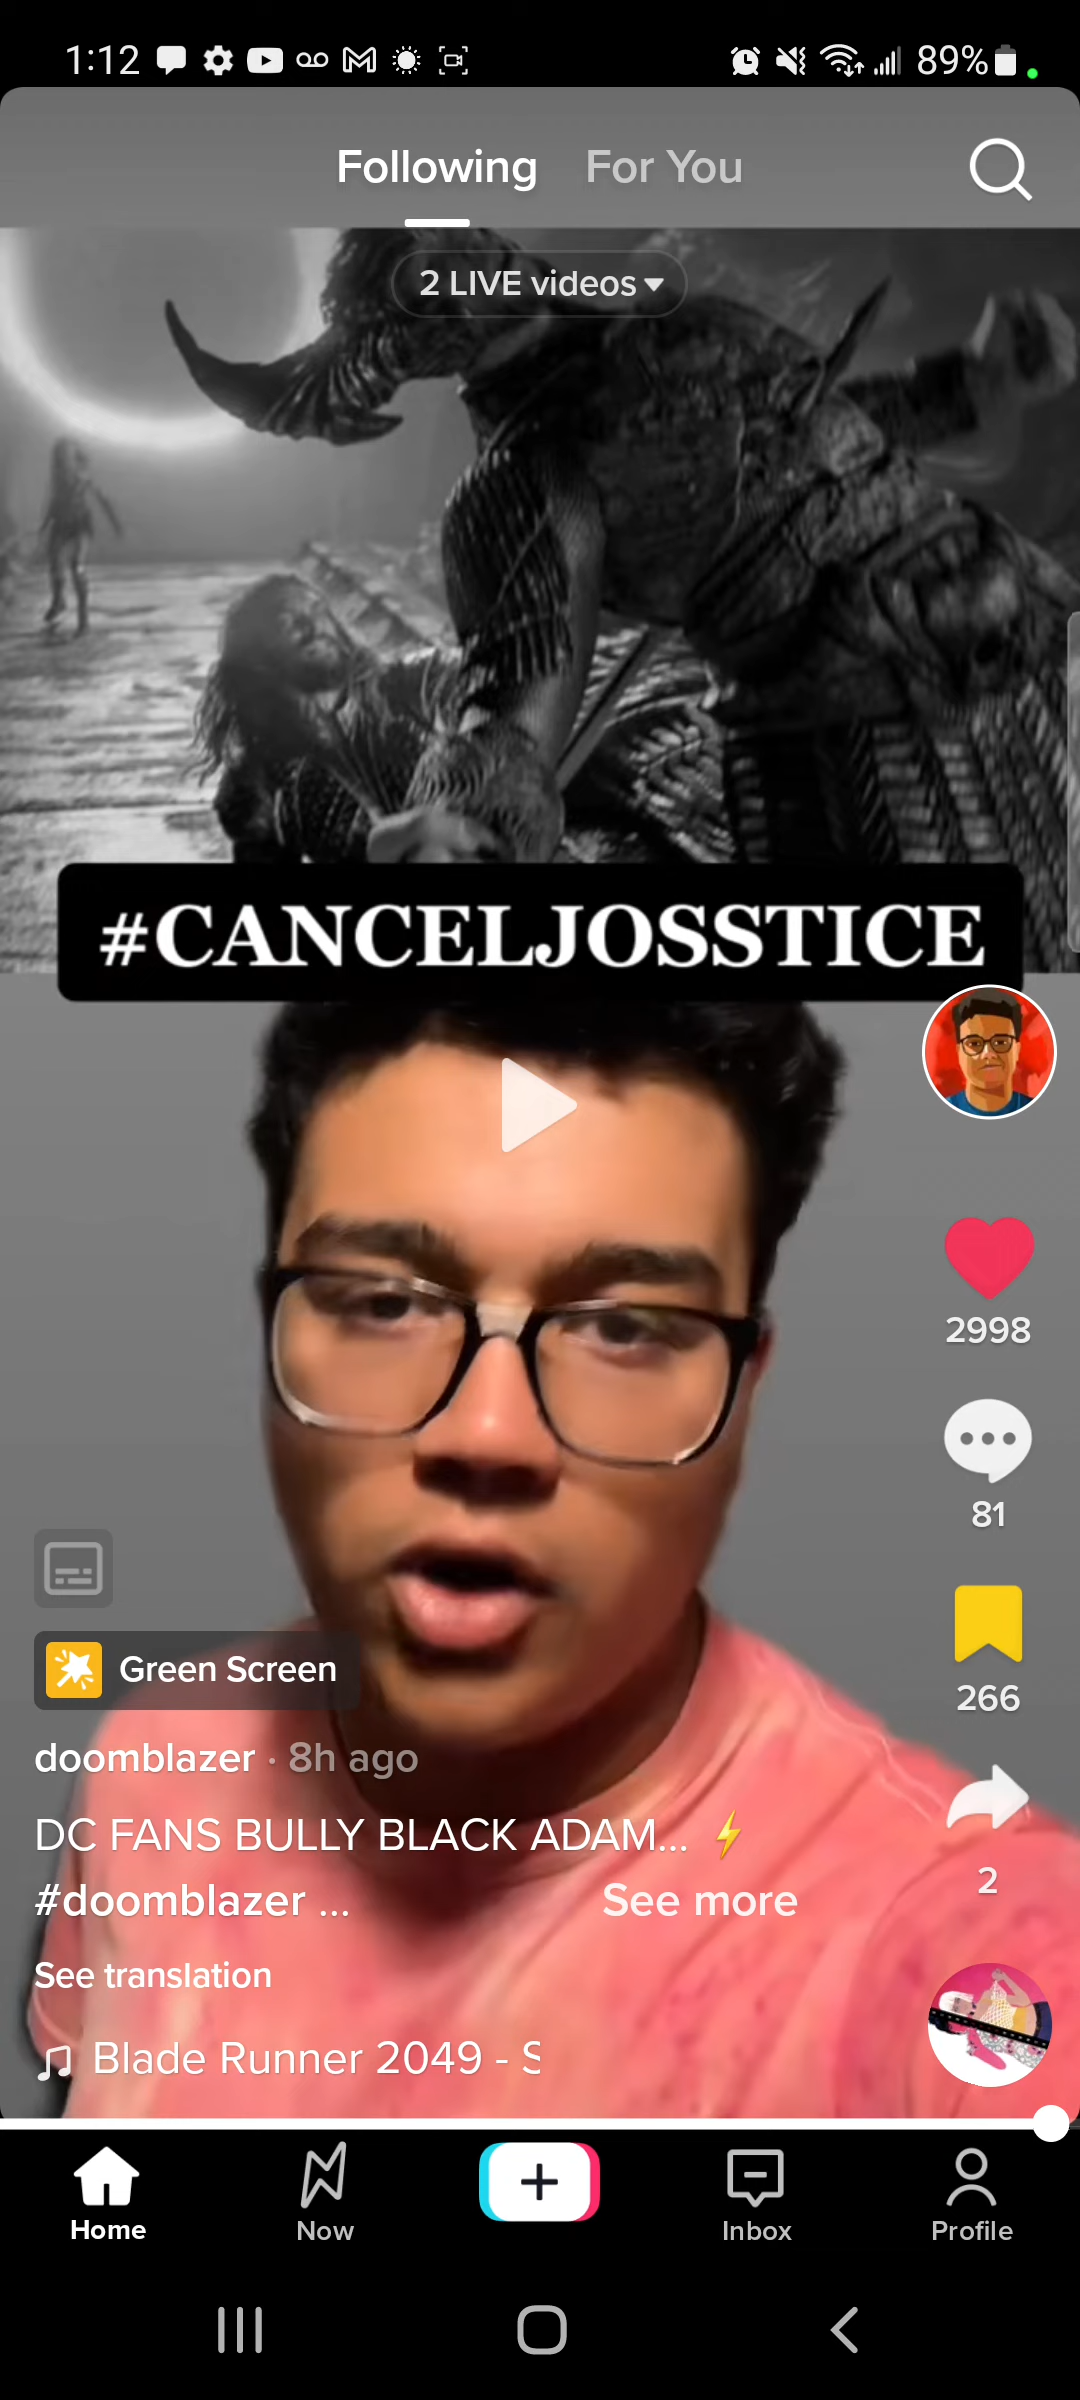 1:12
89%
Following For You
2 LIVE videos
#CANCELJOSSTICE
2998
81
266
Green Screen
doomblazer · 8h ago
DC FANS BULLY BLACK ADAM... ⚡
#doomblazer ... See more
2
See translation
Blade Runner 2049 - S
Home Now Inbox Profile